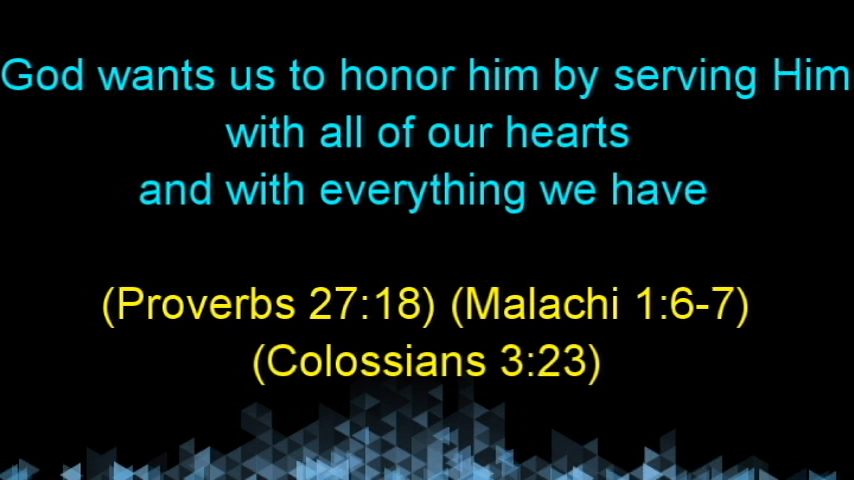 God wants us to honor him by serving Him
with all of our hearts
and with everything we have
(Proverbs 27:18) (Malachi 1:6-7)
(Colossians 3:23)